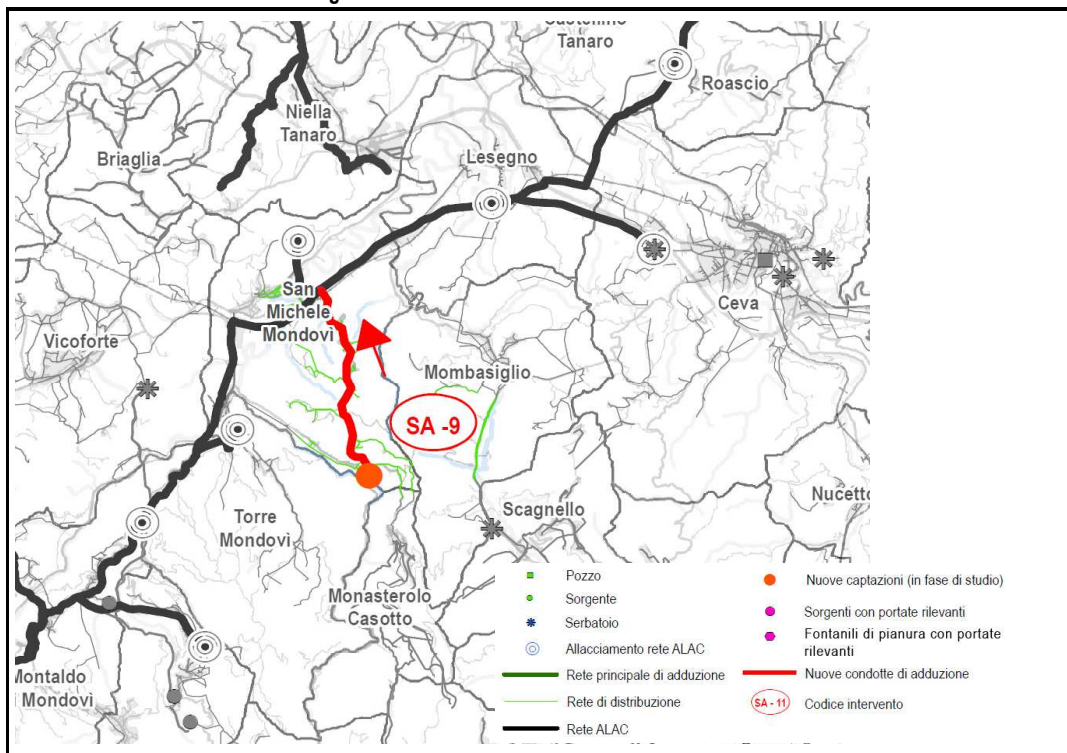 Tanaro
Roascio
Niella
Tanaro
Briaglia
Lesegno
San
Michele
Mondovì
Ceva
Vicoforte
Mombasiglio
SA -9
Nucetto
Scagnello
Torre
Mondovì
Monasterolo
Casotto
Montaldo
Mondovì
Pozzo
Sorgente
Serbatoio
Allacciamento rete ALAC
Rete principale di adduzione
Rete di distribuzione
Rete ALAC
Nuove captazioni (in fase di studio)
Sorgenti con portate rilevanti
Fontanili di pianura con portate
rilevanti
Nuove condotte di adduzione
SA - 11
Codice intervento